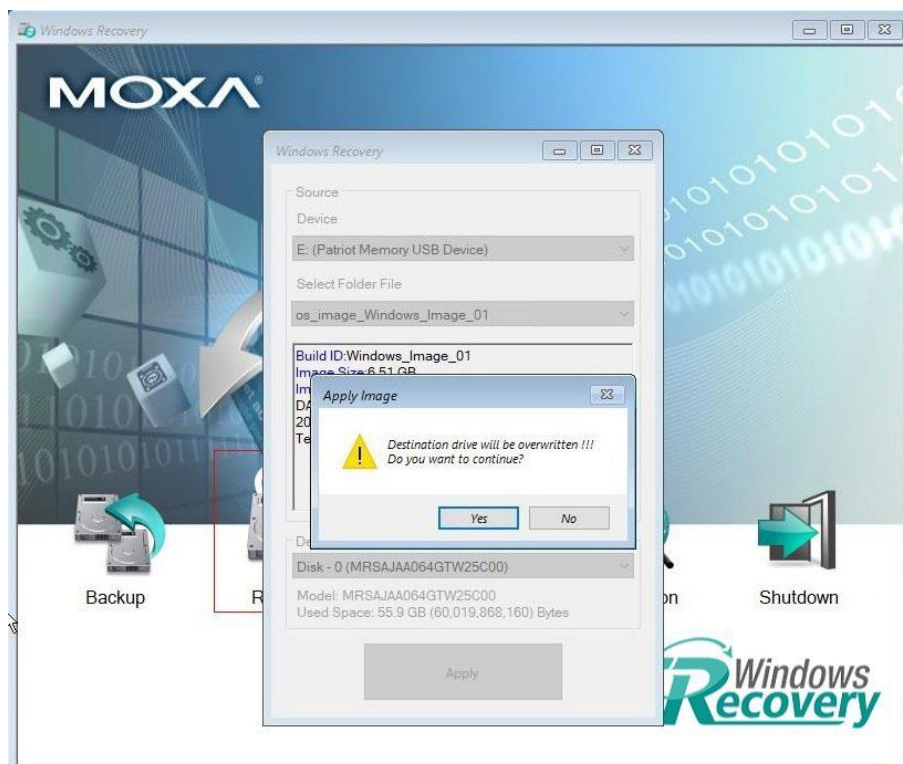 Windows Recovery
MOXA®
Windows Recovery
Source
Device
E: (Patriot Memory USB Device)
Select Folder File
os_image_Windows_Image_01
Build ID:Windows_Image_01
Image Size:6.51 GB
Apply Image
Destination drive will be overwritten !!!
Do you want to continue?
Yes
No
Disk - 0 (MRSAJAA064GTW25C00)
Model: MRSAJAA064GTW25C00
Used Space: 55.9 GB (60,019,868,160) Bytes
Apply
Backup
Shutdown
Windows
Recovery